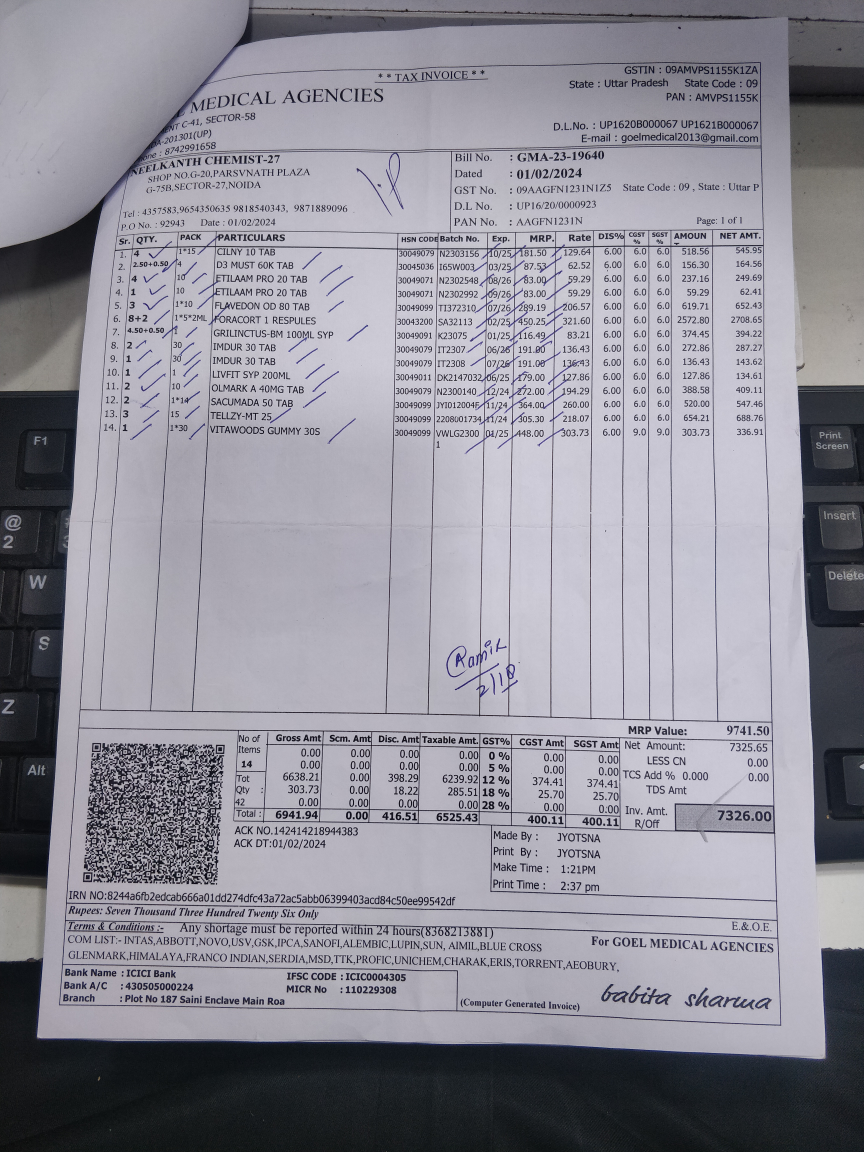 * * TAX INVOICE * *
GSTIN : 09AMVPS1155K1ZA
State : Uttar Pradesh State Code : 09
PAN : AMVPS1155K
MEDICAL AGENCIES
C-41, SECTOR-58
-201301(UP)
: 8742991658
D.L.No. : UP1620B000067 UP1621B000067
E-mail : goelmedical2013@gmail.com
NEELKANTH CHEMIST-27
SHOP NO.G-20,PARSVNATH PLAZA
G-75B,SECTOR-27,NOIDA
Tel : 4357583,9654350635 9818540343, 9871889096
P.O No. : 92943 Date : 01/02/2024
Bill No. : GMA-23-19640
Dated : 01/02/2024
GST No. : 09AAGFN1231N1Z5 State Code : 09 , State : Uttar P
D.L No. : UP16/20/0000923
PAN No. : AAGFN1231N Page: 1 of 1
Sr. QTY. PACK PARTICULARS HSN CODE Batch No. Exp. MRP. Rate DIS% CGST % SGST % AMOUN NET AMT.
1. 4 1*15 CILNY 10 TAB 30049079 N2303156 10/25 181.50 129.64 6.00 6.0 6.0 518.56 545.95
2. 2.50+0.50 4 D3 MUST 60K TAB 30045036 I65W003 03/25 87.53 62.52 6.00 6.0 6.0 156.30 164.56
3. 4 10 ETILAAM PRO 20 TAB 30049071 N2302548 08/26 83.00 59.29 6.00 6.0 6.0 237.16 249.69
4. 1 10 ETILAAM PRO 20 TAB 30049071 N2302992 09/26 83.00 59.29 6.00 6.0 6.0 59.29 62.41
5. 3 1*10 FLAVEDON OD 80 TAB 30049099 TI372310 07/26 289.19 206.57 6.00 6.0 6.0 619.71 652.43
6. 8+2 1*5*2ML FORACORT 1 RESPULES 30043200 SA32113 02/25 450.25 321.60 6.00 6.0 6.0 2572.80 2708.65
7. 4.50+0.50 1 GRILINCTUS-BM 100ML SYP 30049091 K23075 01/25 116.49 83.21 6.00 6.0 6.0 374.45 394.22
8. 2 30 IMDUR 30 TAB 30049079 IT2307 06/26 191.00 136.43 6.00 6.0 6.0 272.86 287.27
9. 1 30 IMDUR 30 TAB 30049079 IT2308 07/26 191.00 136.43 6.00 6.0 6.0 136.43 143.62
10. 1 1 LIVFIT SYP 200ML 30049011 DK2147032 06/25 179.00 127.86 6.00 6.0 6.0 127.86 134.61
11. 2 10 OLMARK A 40MG TAB 30049079 N2300140 12/24 272.00 194.29 6.00 6.0 6.0 388.58 409.11
12. 2 1*14 SACUMADA 50 TAB 30049099 JYI012004F 11/24 364.00 260.00 6.00 6.0 6.0 520.00 547.46
13. 3 15 TELLZY-MT 25 30049099 2208001734 11/24 305.30 218.07 6.00 6.0 6.0 654.21 688.76
14. 1 1*30 VITAWOODS GUMMY 30S 30049099 VWLG2300 01/25 448.00 303.73 6.00 9.0 9.0 303.73 336.91
1
2/10
MRP Value: 9741.50
No of Items 14 Tot Qty : 42
Gross Amt Scm. Amt Disc. Amt Taxable Amt. GST% CGST Amt SGST Amt
0.00 0.00 0.00 0.00 0 % 0.00 0.00
0.00 0.00 0.00 0.00 5 % 0.00 0.00
6638.21 0.00 398.29 6239.92 12 % 374.41 374.41
303.73 0.00 18.22 285.51 18 % 25.70 25.70
0.00 0.00 0.00 0.00 28 % 0.00 0.00
Total : 6941.94 0.00 416.51 6525.43 400.11 400.11
Net Amount: 7325.65
LESS CN 0.00
TCS Add % 0.000 0.00
TDS Amt
Inv. Amt. R/Off 7326.00
ACK NO.142414218944383
ACK DT:01/02/2024
Made By : JYOTSNA
Print By : JYOTSNA
Make Time : 1:21PM
Print Time : 2:37 pm
IRN NO:8244a6fb2edcab666a01dd274dfc43a72ac5abb06399403acd84c50ee99542df
Rupees: Seven Thousand Three Hundred Twenty Six Only E.&O.E.
Terms & Conditions :- Any shortage must be reported within 24 hours(8368213881)
COM LIST:- INTAS,ABBOTT,NOVO,USV,GSK,IPCA,SANOFI,ALEMBIC,LUPIN,SUN, AIMIL,BLUE CROSS
GLENMARK,HIMALAYA,FRANCO INDIAN,SERDIA,MSD,TTK,PROFIC,UNICHEM,CHARAK,ERIS,TORRENT,AEOBURY,
For GOEL MEDICAL AGENCIES
Bank Name : ICICI Bank IFSC CODE : ICIC0004305
Bank A/C : 430505000224 MICR No : 110229308
Branch : Plot No 187 Saini Enclave Main Roa
(Computer Generated Invoice)
babita sharma
F1
@
2
W
S
Z
Alt
Print
Screen
Insert
Delete